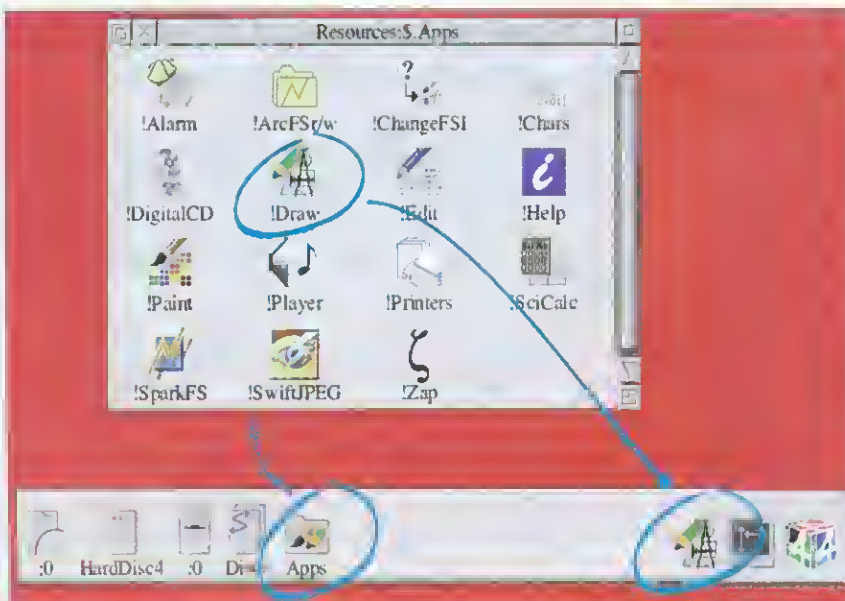 Resources:$.Apps
!Alarm !ArcFSr/w !ChangeFSI !Chars
!DigitalCD !Draw !Edit !Help
!Paint !Player !Printers !SciCalc
!SparkFS !SwiftJPEG !Zap
:0 HardDisc4 :0 Apps